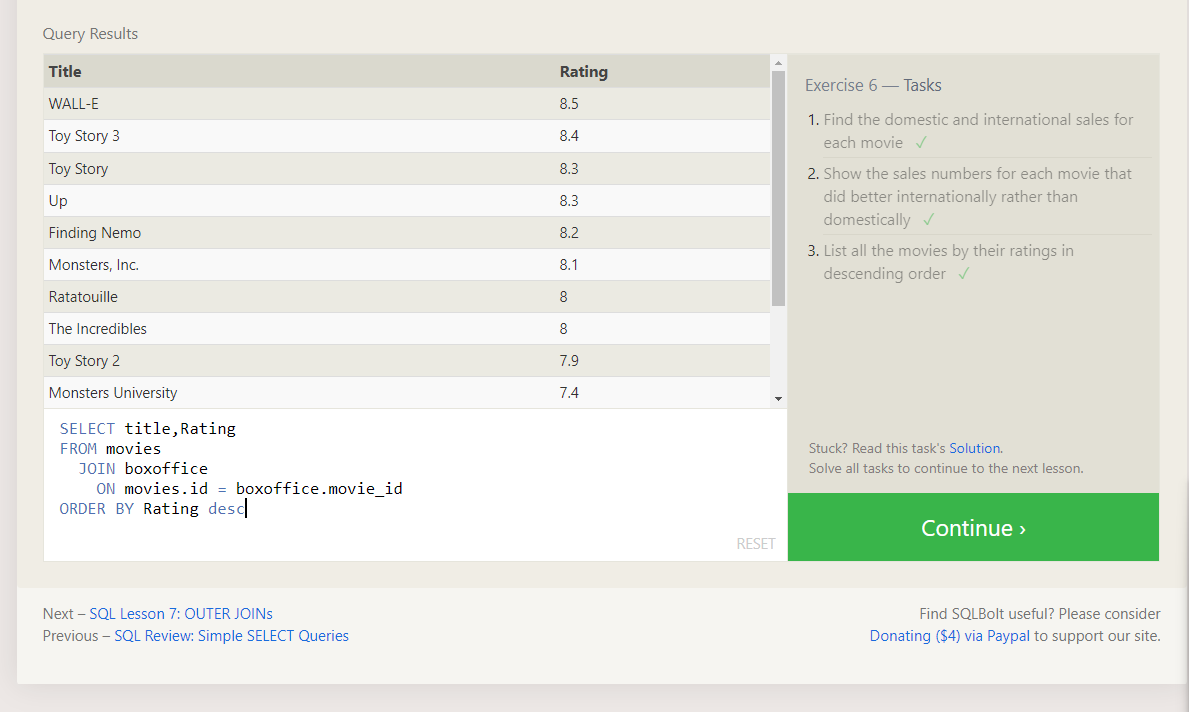 Query Results
Title Rating
WALL-E 8.5
Toy Story 3 8.4
Toy Story 8.3
Up 8.3
Finding Nemo 8.2
Monsters, Inc. 8.1
Ratatouille 8
The Incredibles 8
Toy Story 2 7.9
Monsters University 7.4
SELECT title,Rating
FROM movies
JOIN boxoffice
ON movies.id = boxoffice.movie_id
ORDER BY Rating desc
RESET
Exercise 6 — Tasks
1. Find the domestic and international sales for
each movie ✓
2. Show the sales numbers for each movie that
did better internationally rather than
domestically ✓
3. List all the movies by their ratings in
descending order ✓
Stuck? Read this task's Solution.
Solve all tasks to continue to the next lesson.
Continue ›
Next – SQL Lesson 7: OUTER JOINs
Previous – SQL Review: Simple SELECT Queries
Find SQLBolt useful? Please consider
Donating ($4) via Paypal to support our site.